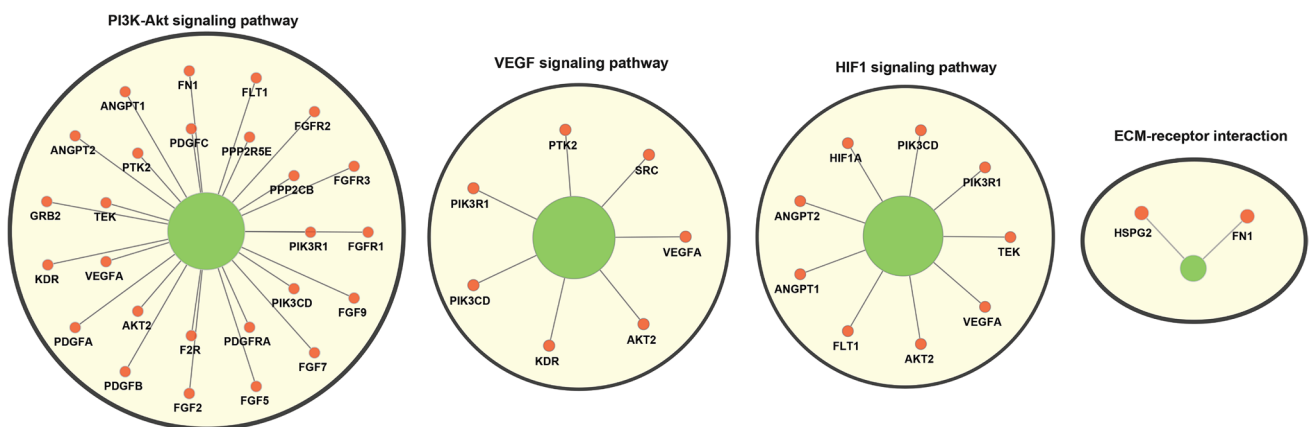 PI3K-Akt signaling pathway
FN1
FLT1
ANGPT1
FGFR2
PDGFC
PPP2R5E
ANGPT2
PTK2
FGFR3
PPP2CB
GRB2
TEK
PIK3R1
FGFR1
KDR
VEGFA
PIK3CD
FGF9
AKT2
PDGFA
F2R
PDGFRA
FGF7
PDGFB
FGF2
FGF5
VEGF signaling pathway
PTK2
SRC
PIK3R1
VEGFA
PIK3CD
AKT2
KDR
HIF1 signaling pathway
PIK3CD
HIF1A
PIK3R1
ANGPT2
TEK
ANGPT1
VEGFA
FLT1
AKT2
ECM-receptor interaction
HSPG2
FN1